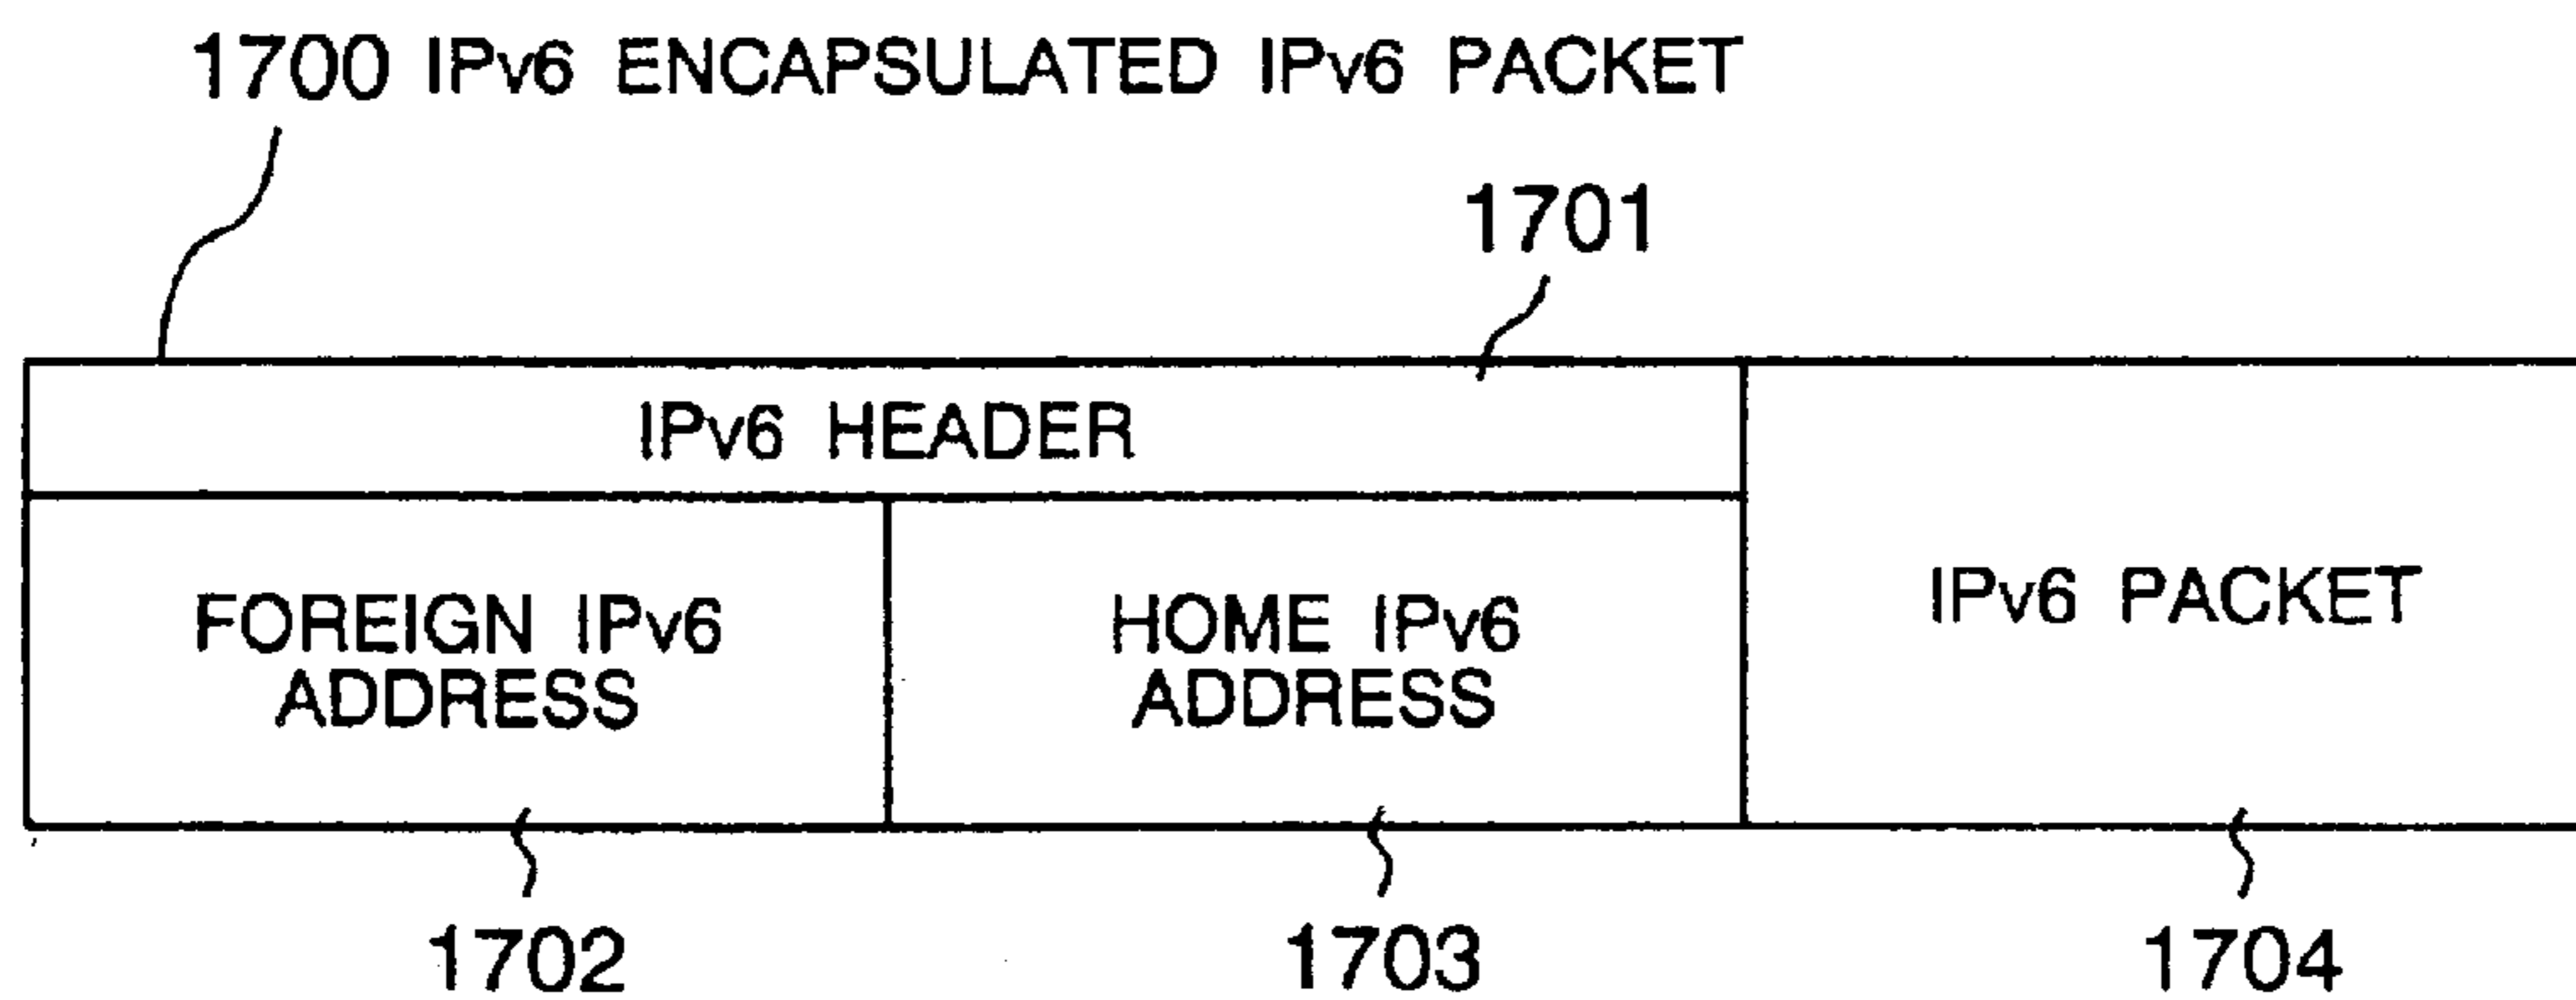 1700 IPv6 ENCAPSULATED IPv6 PACKET
1701
IPv6 HEADER
FOREIGN IPv6
ADDRESS
HOME IPv6
ADDRESS
IPv6 PACKET
1702
1703
1704